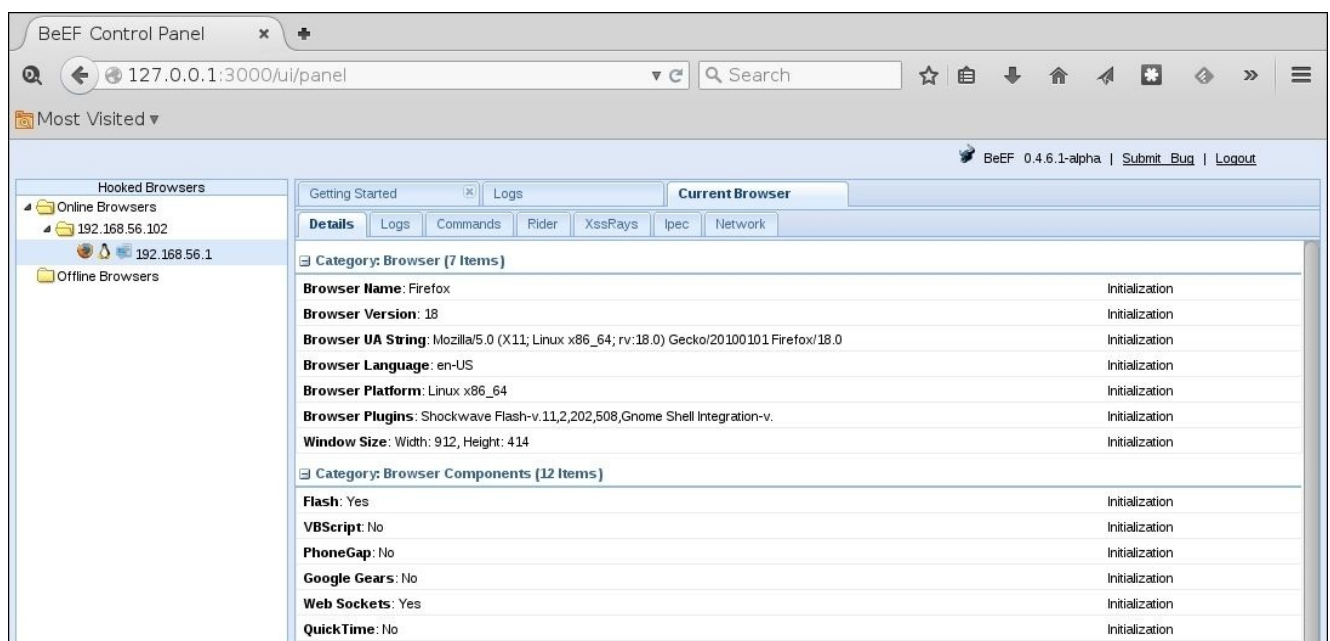 BeEF Control Panel
127.0.0.1:3000/ui/panel
Search
Most Visited
BeEF 0.4.6.1-alpha | Submit Bug | Logout
Hooked Browsers
Online Browsers
192.168.56.102
192.168.56.1
Offline Browsers
Getting Started
Logs
Current Browser
Details
Logs
Commands
Rider
XssRays
Ipec
Network
Category: Browser (7 Items)
Browser Name: Firefox Initialization
Browser Version: 18 Initialization
Browser UA String: Mozilla/5.0 (X11; Linux x86_64; rv:18.0) Gecko/20100101 Firefox/18.0 Initialization
Browser Language: en-US Initialization
Browser Platform: Linux x86_64 Initialization
Browser Plugins: Shockwave Flash-v.11,2,202,508,Gnome Shell Integration-v. Initialization
Window Size: Width: 912, Height: 414 Initialization
Category: Browser Components (12 Items)
Flash: Yes Initialization
VBScript: No Initialization
PhoneGap: No Initialization
Google Gears: No Initialization
Web Sockets: Yes Initialization
QuickTime: No Initialization